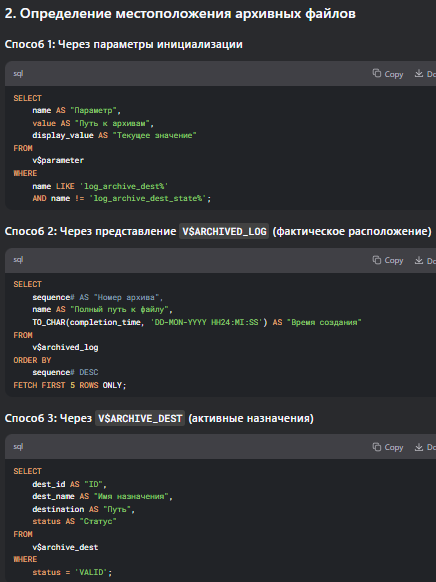 2. Определение местоположения архивных файлов
Способ 1: Через параметры инициализации
sql Copy Do
SELECT
name AS "Параметр",
value AS "Путь к архивам",
display_value AS "Текущее значение"
FROM
v$parameter
WHERE
name LIKE 'log_archive_dest%'
AND name != 'log_archive_dest_state%';
Способ 2: Через представление V$ARCHIVED_LOG (фактическое расположение)
sql Copy Do
SELECT
sequence# AS "Номер архива",
name AS "Полный путь к файлу",
TO_CHAR(completion_time, 'DD-MON-YYYY HH24:MI:SS') AS "Время создания"
FROM
v$archived_log
ORDER BY
sequence# DESC
FETCH FIRST 5 ROWS ONLY;
Способ 3: Через V$ARCHIVE_DEST (активные назначения)
sql Copy Do
SELECT
dest_id AS "ID",
dest_name AS "Имя назначения",
destination AS "Путь",
status AS "Статус"
FROM
v$archive_dest
WHERE
status = 'VALID';